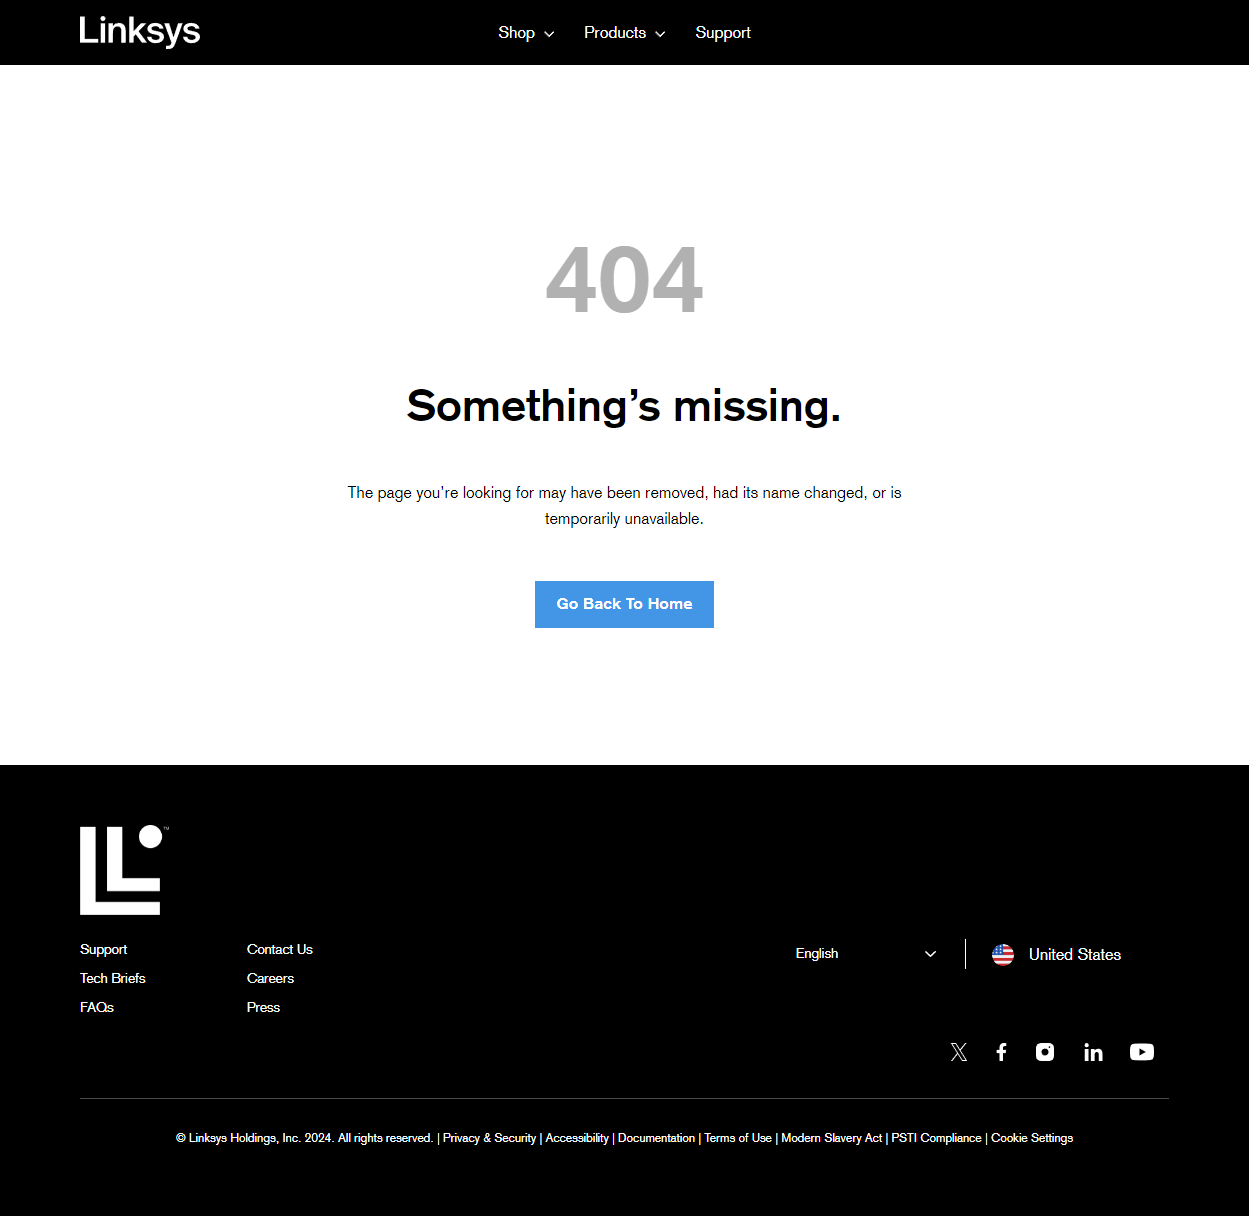 Linksys
Shop
Products
Support
404
Something’s missing.
The page you’re looking for may have been removed, had its name changed, or is
temporarily unavailable.
Go Back To Home
TM
Support
Contact Us
English
United States
Tech Briefs
Careers
FAQs
Press
© Linksys Holdings, Inc. 2024. All rights reserved. | Privacy & Security | Accessibility | Documentation | Terms of Use | Modern Slavery Act | PSTI Compliance | Cookie Settings